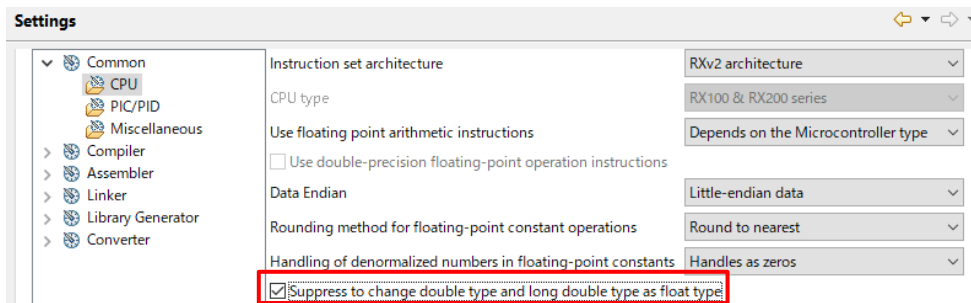 Settings
Common
CPU
PIC/PID
Miscellaneous
Compiler
Assembler
Linker
Library Generator
Converter
Instruction set architecture RXv2 architecture
CPU type RX100 & RX200 series
Use floating point arithmetic instructions Depends on the Microcontroller type
Use double-precision floating-point operation instructions
Data Endian Little-endian data
Rounding method for floating-point constant operations Round to nearest
Handling of denormalized numbers in floating-point constants Handles as zeros
Suppress to change double type and long double type as float type